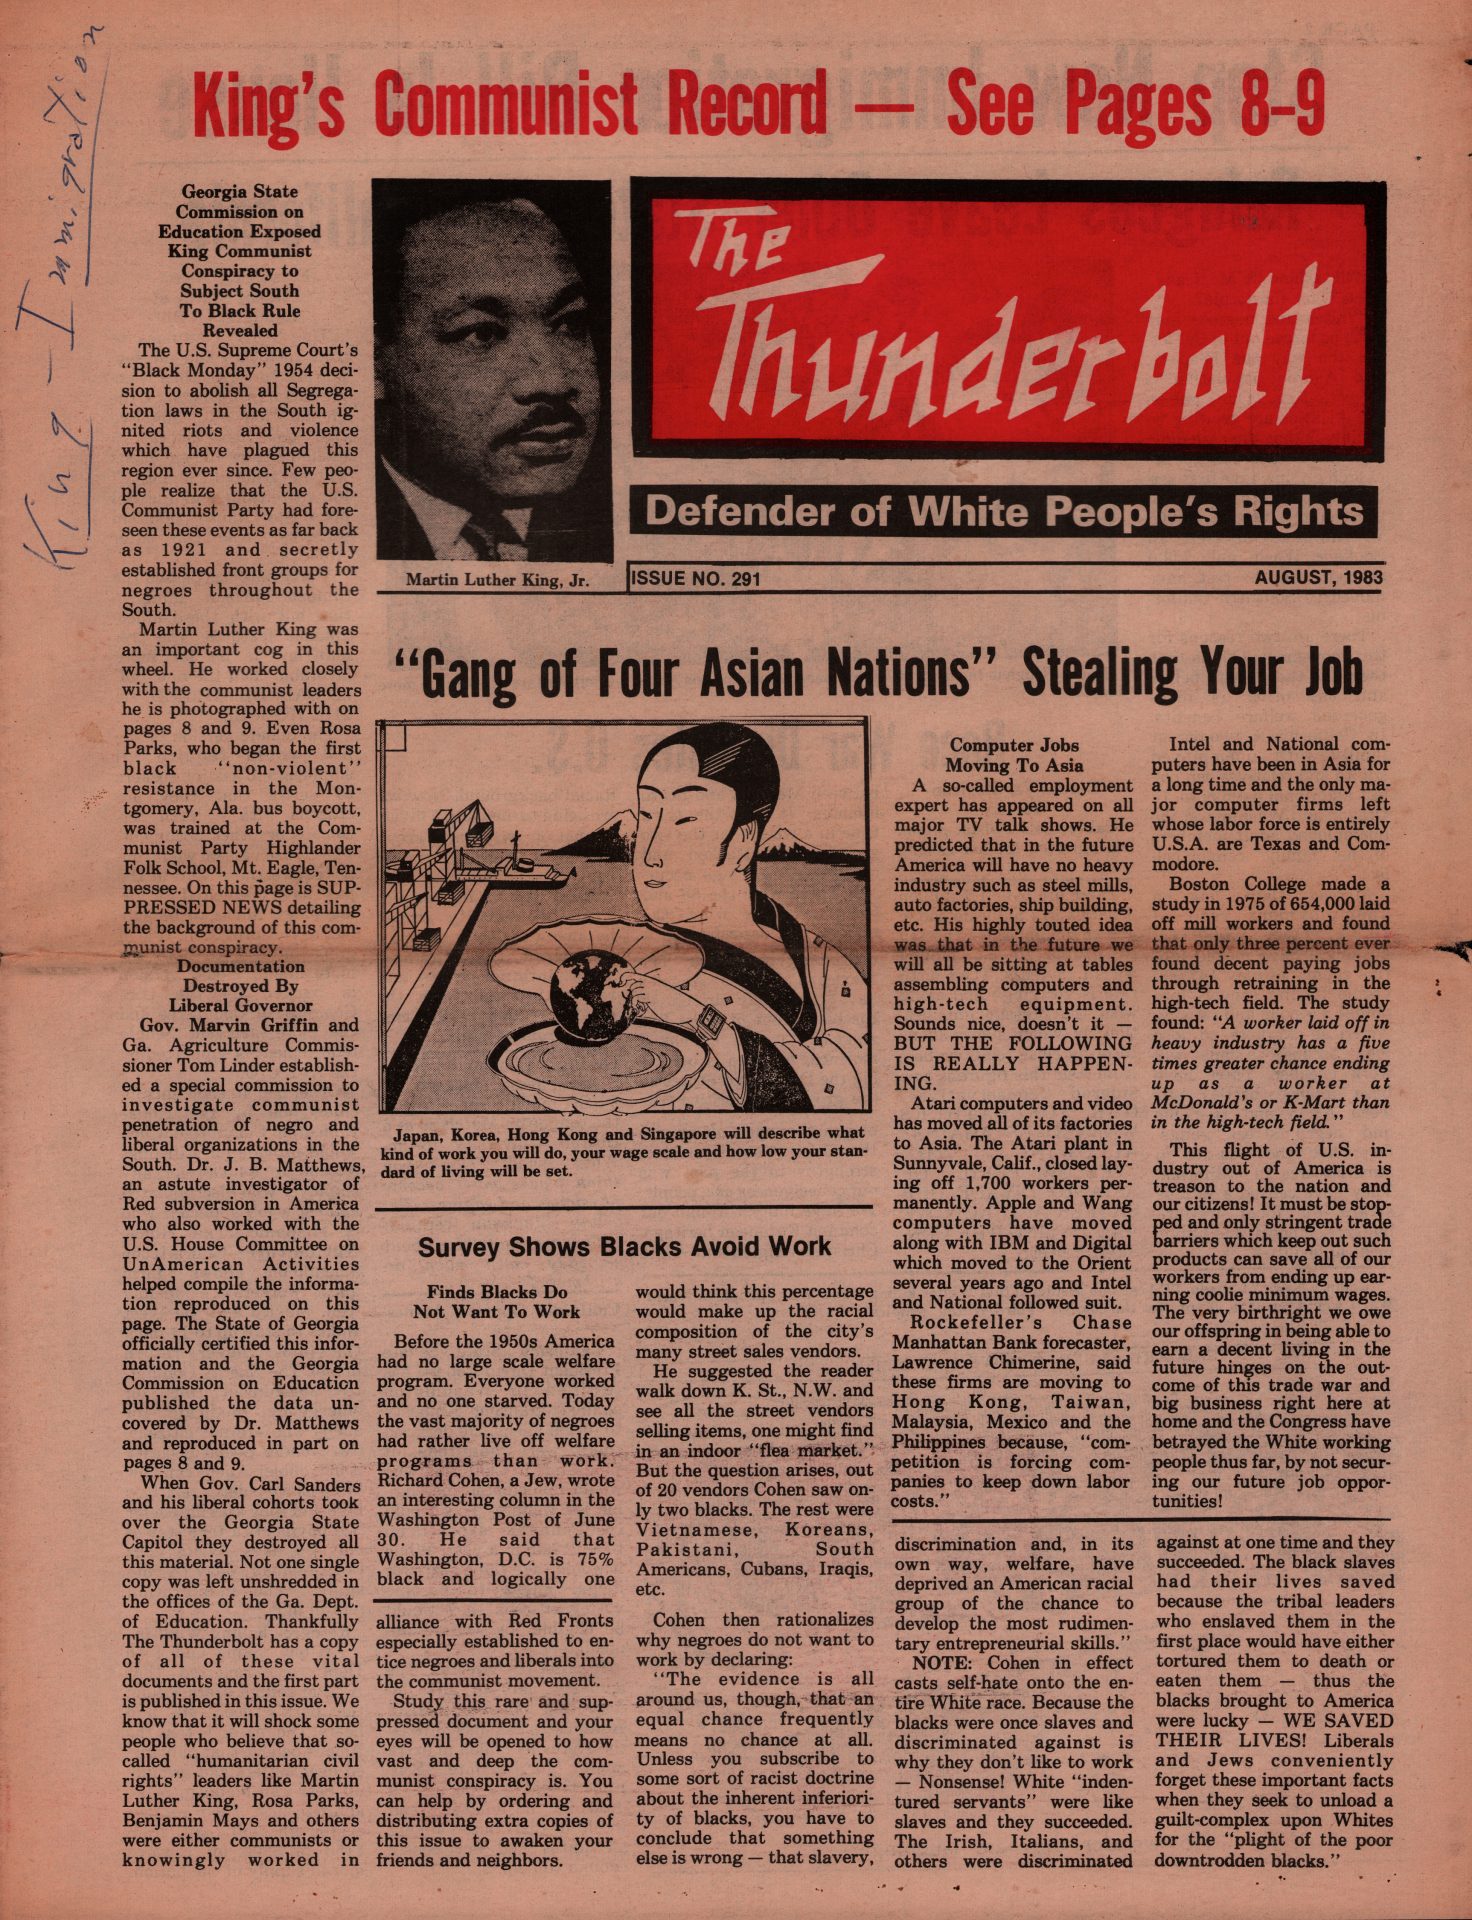 King - Immigration
King's Communist Record — See Pages 8-9
Georgia State
Commission on
Education Exposed
King Communist
Conspiracy to
Subject South
To Black Rule
Revealed
The U.S. Supreme Court's
"Black Monday" 1954 deci-
sion to abolish all Segrega-
tion laws in the South ig-
nited riots and violence
which have plagued this
region ever since. Few peo-
ple realize that the U.S.
Communist Party had fore-
seen these events as far back
as 1921 and secretly
established front groups for
negroes throughout the
South.
Martin Luther King was
an important cog in this
wheel. He worked closely
with the communist leaders
he is photographed with on
pages 8 and 9. Even Rosa
Parks, who began the first
black "non-violent"
resistance in the Mon-
tgomery, Ala. bus boycott,
was trained at the Com-
munist Party Highlander
Folk School, Mt. Eagle, Ten-
nessee. On this page is SUP-
PRESSED NEWS detailing
the background of this com-
munist conspiracy.
Documentation
Destroyed By
Liberal Governor
Gov. Marvin Griffin and
Ga. Agriculture Commis-
sioner Tom Linder establish-
ed a special commission to
investigate communist
penetration of negro and
liberal organizations in the
South. Dr. J. B. Matthews,
an astute investigator of
Red subversion in America
who also worked with the
U.S. House Committee on
UnAmerican Activities
helped compile the informa-
tion reproduced on this
page. The State of Georgia
officially certified this infor-
mation and the Georgia
Commission on Education
published the data un-
covered by Dr. Matthews
and reproduced in part on
pages 8 and 9.
When Gov. Carl Sanders
and his liberal cohorts took
over the Georgia State
Capitol they destroyed all
this material. Not one single
copy was left unshredded in
the offices of the Ga. Dept.
of Education. Thankfully
The Thunderbolt has a copy
of all of these vital
documents and the first part
is published in this issue. We
know that it will shock some
people who believe that so-
called "humanitarian civil
rights" leaders like Martin
Luther King, Rosa Parks,
Benjamin Mays and others
were either communists or
knowingly worked in
alliance with Red Fronts
especially established to en-
tice negroes and liberals into
the communist movement.
Study this rare and sup-
pressed document and your
eyes will be opened to how
vast and deep the com-
munist conspiracy is. You
can help by ordering and
distributing extra copies of
this issue to awaken your
friends and neighbors.
Martin Luther King, Jr.
The
Thunderbolt
Defender of White People's Rights
ISSUE NO. 291 AUGUST, 1983
"Gang of Four Asian Nations" Stealing Your Job
Japan, Korea, Hong Kong and Singapore will describe what
kind of work you will do, your wage scale and how low your stan-
dard of living will be set.
Computer Jobs
Moving To Asia
A so-called employment
expert has appeared on all
major TV talk shows. He
predicted that in the future
America will have no heavy
industry such as steel mills,
auto factories, ship building,
etc. His highly touted idea
was that in the future we
will all be sitting at tables
assembling computers and
high-tech equipment.
Sounds nice, doesn't it —
BUT THE FOLLOWING
IS REALLY HAPPEN-
ING.
Atari computers and video
has moved all of its factories
to Asia. The Atari plant in
Sunnyvale, Calif., closed lay-
ing off 1,700 workers per-
manently. Apple and Wang
computers have moved
along with IBM and Digital
which moved to the Orient
several years ago and Intel
and National followed suit.
Rockefeller's Chase
Manhattan Bank forecaster,
Lawrence Chimerine, said
these firms are moving to
Hong Kong, Taiwan,
Malaysia, Mexico and the
Philippines because, "com-
petition is forcing com-
panies to keep down labor
costs."
Intel and National com-
puters have been in Asia for
a long time and the only ma-
jor computer firms left
whose labor force is entirely
U.S.A. are Texas and Com-
modore.
Boston College made a
study in 1975 of 654,000 laid
off mill workers and found
that only three percent ever
found decent paying jobs
through retraining in the
high-tech field. The study
found: "A worker laid off in
heavy industry has a five
times greater chance ending
up as a worker at
McDonald's or K-Mart than
in the high-tech field."
This flight of U.S. in-
dustry out of America is
treason to the nation and
our citizens! It must be stop-
ped and only stringent trade
barriers which keep out such
products can save all of our
workers from ending up ear-
ning coolie minimum wages.
The very birthright we owe
our offspring in being able to
earn a decent living in the
future hinges on the out-
come of this trade war and
big business right here at
home and the Congress have
betrayed the White working
people thus far, by not secur-
ing our future job oppor-
tunities!
Survey Shows Blacks Avoid Work
Finds Blacks Do
Not Want To Work
Before the 1950s America
had no large scale welfare
program. Everyone worked
and no one starved. Today
the vast majority of negroes
had rather live off welfare
programs than work.
Richard Cohen, a Jew, wrote
an interesting column in the
Washington Post of June
30. He said that
Washington, D.C. is 75%
black and logically one
would think this percentage
would make up the racial
composition of the city's
many street sales vendors.
He suggested the reader
walk down K. St., N.W. and
see all the street vendors
selling items, one might find
in an indoor "flea market."
But the question arises, out
of 20 vendors Cohen saw on-
ly two blacks. The rest were
Vietnamese, Koreans,
Pakistani, South
Americans, Cubans, Iraqis,
etc.
Cohen then rationalizes
why negroes do not want to
work by declaring:
"The evidence is all
around us, though, that an
equal chance frequently
means no chance at all.
Unless you subscribe to
some sort of racist doctrine
about the inherent inferiori-
ty of blacks, you have to
conclude that something
else is wrong — that slavery,
discrimination and, in its
own way, welfare, have
deprived an American racial
group of the chance to
develop the most rudimen-
tary entrepreneurial skills."
NOTE: Cohen in effect
casts self-hate onto the en-
tire White race. Because the
blacks were once slaves and
discriminated against is
why they don't like to work
— Nonsense! White "inden-
tured servants" were like
slaves and they succeeded.
The Irish, Italians, and
others were discriminated
against at one time and they
succeeded. The black slaves
had their lives saved
because the tribal leaders
who enslaved them in the
first place would have either
tortured them to death or
eaten them — thus the
blacks brought to America
were lucky — WE SAVED
THEIR LIVES! Liberals
and Jews conveniently
forget these important facts
when they seek to unload a
guilt-complex upon Whites
for the "plight of the poor
downtrodden blacks."